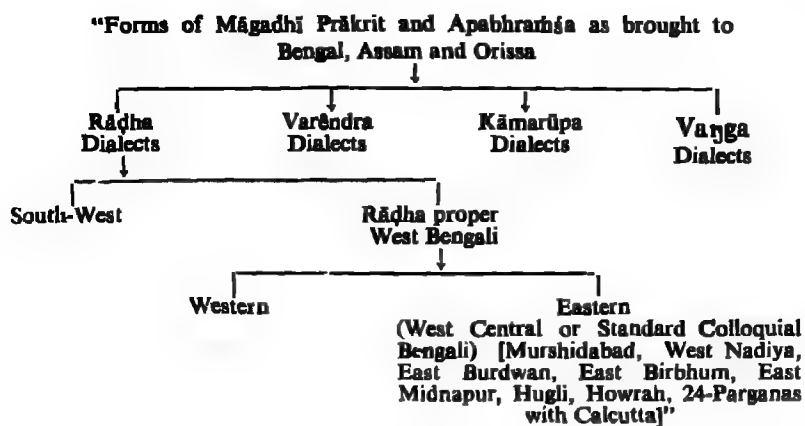 “Forms of Māgadhī Prākrit and Apabhraṁśa as brought to
Bengal, Assam and Orissa
Rāḍha Varēndra Kāmarūpa Vaŋga
Dialects Dialects Dialects Dialects
South-West Rāḍha proper
West Bengali
Western Eastern
(West Central or Standard Colloquial
Bengali) [Murshidabad, West Nadiya,
East Burdwan, East Birbhum, East
Midnapur, Hugli, Howrah, 24-Parganas
with Calcutta]”